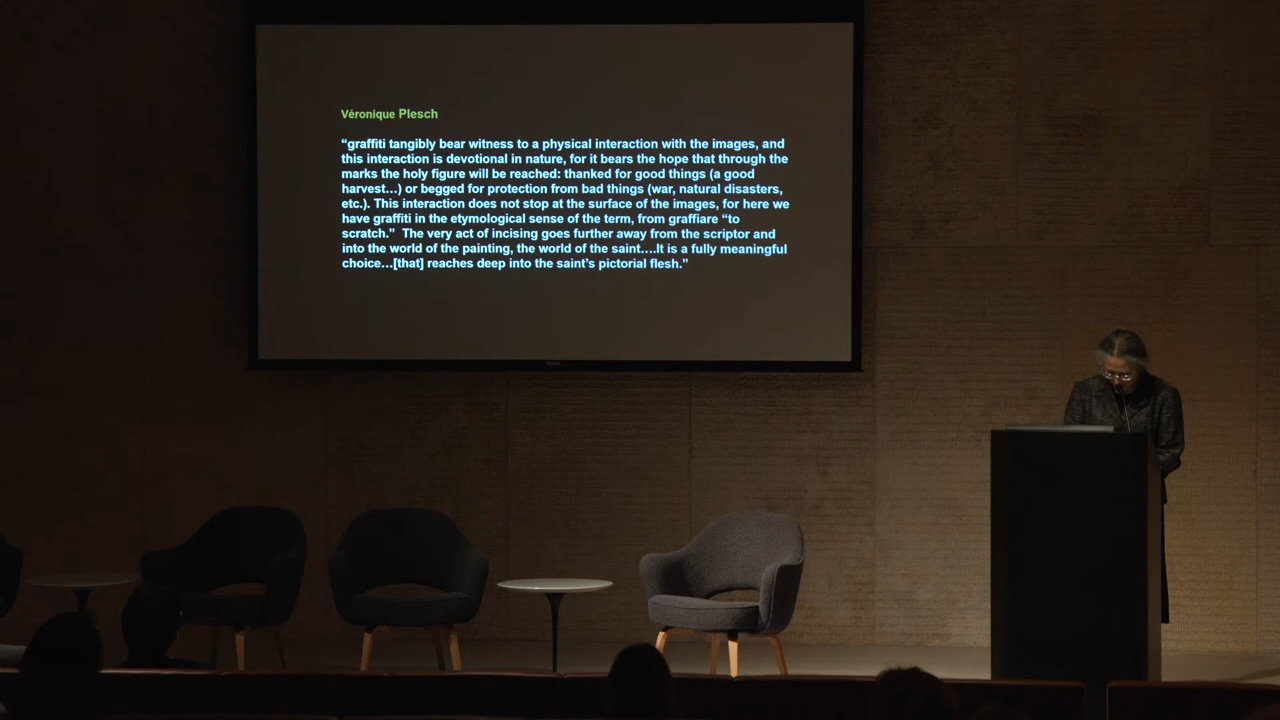 Véronique Plesch
“graffiti tangibly bear witness to a physical interaction with the images, and
this interaction is devotional in nature, for it bears the hope that through the
marks the holy figure will be reached: thanked for good things (a good
harvest…) or begged for protection from bad things (war, natural disasters,
etc.). This interaction does not stop at the surface of the images, for here we
have graffiti in the etymological sense of the term, from graffiare “to
scratch.”  The very act of incising goes further away from the scriptor and
into the world of the painting, the world of the saint….It is a fully meaningful
choice…[that] reaches deep into the saint’s pictorial flesh.”